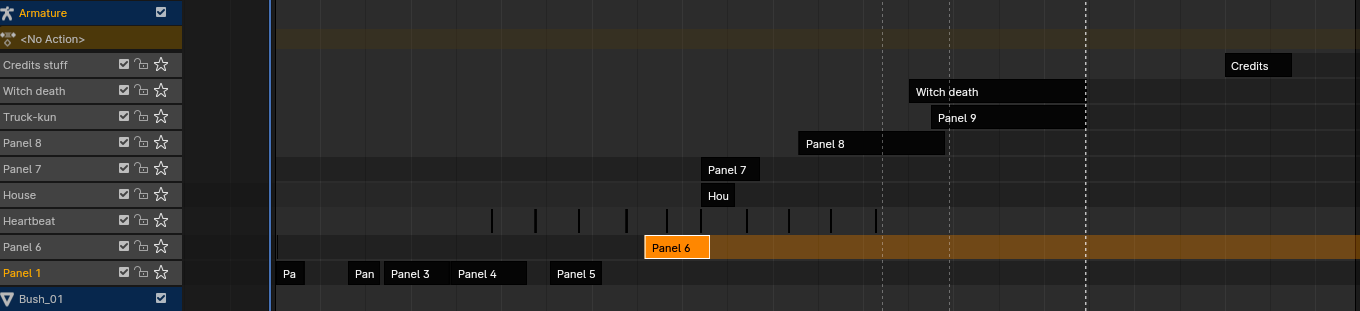 Armature
<No Action>
Credits stuff Credits
Witch death Witch death
Truck-kun Panel 9
Panel 8 Panel 8
Panel 7 Panel 7
House Hou
Heartbeat
Panel 6 Panel 6
Panel 1 Pa Pan Panel 3 Panel 4 Panel 5
Bush_01